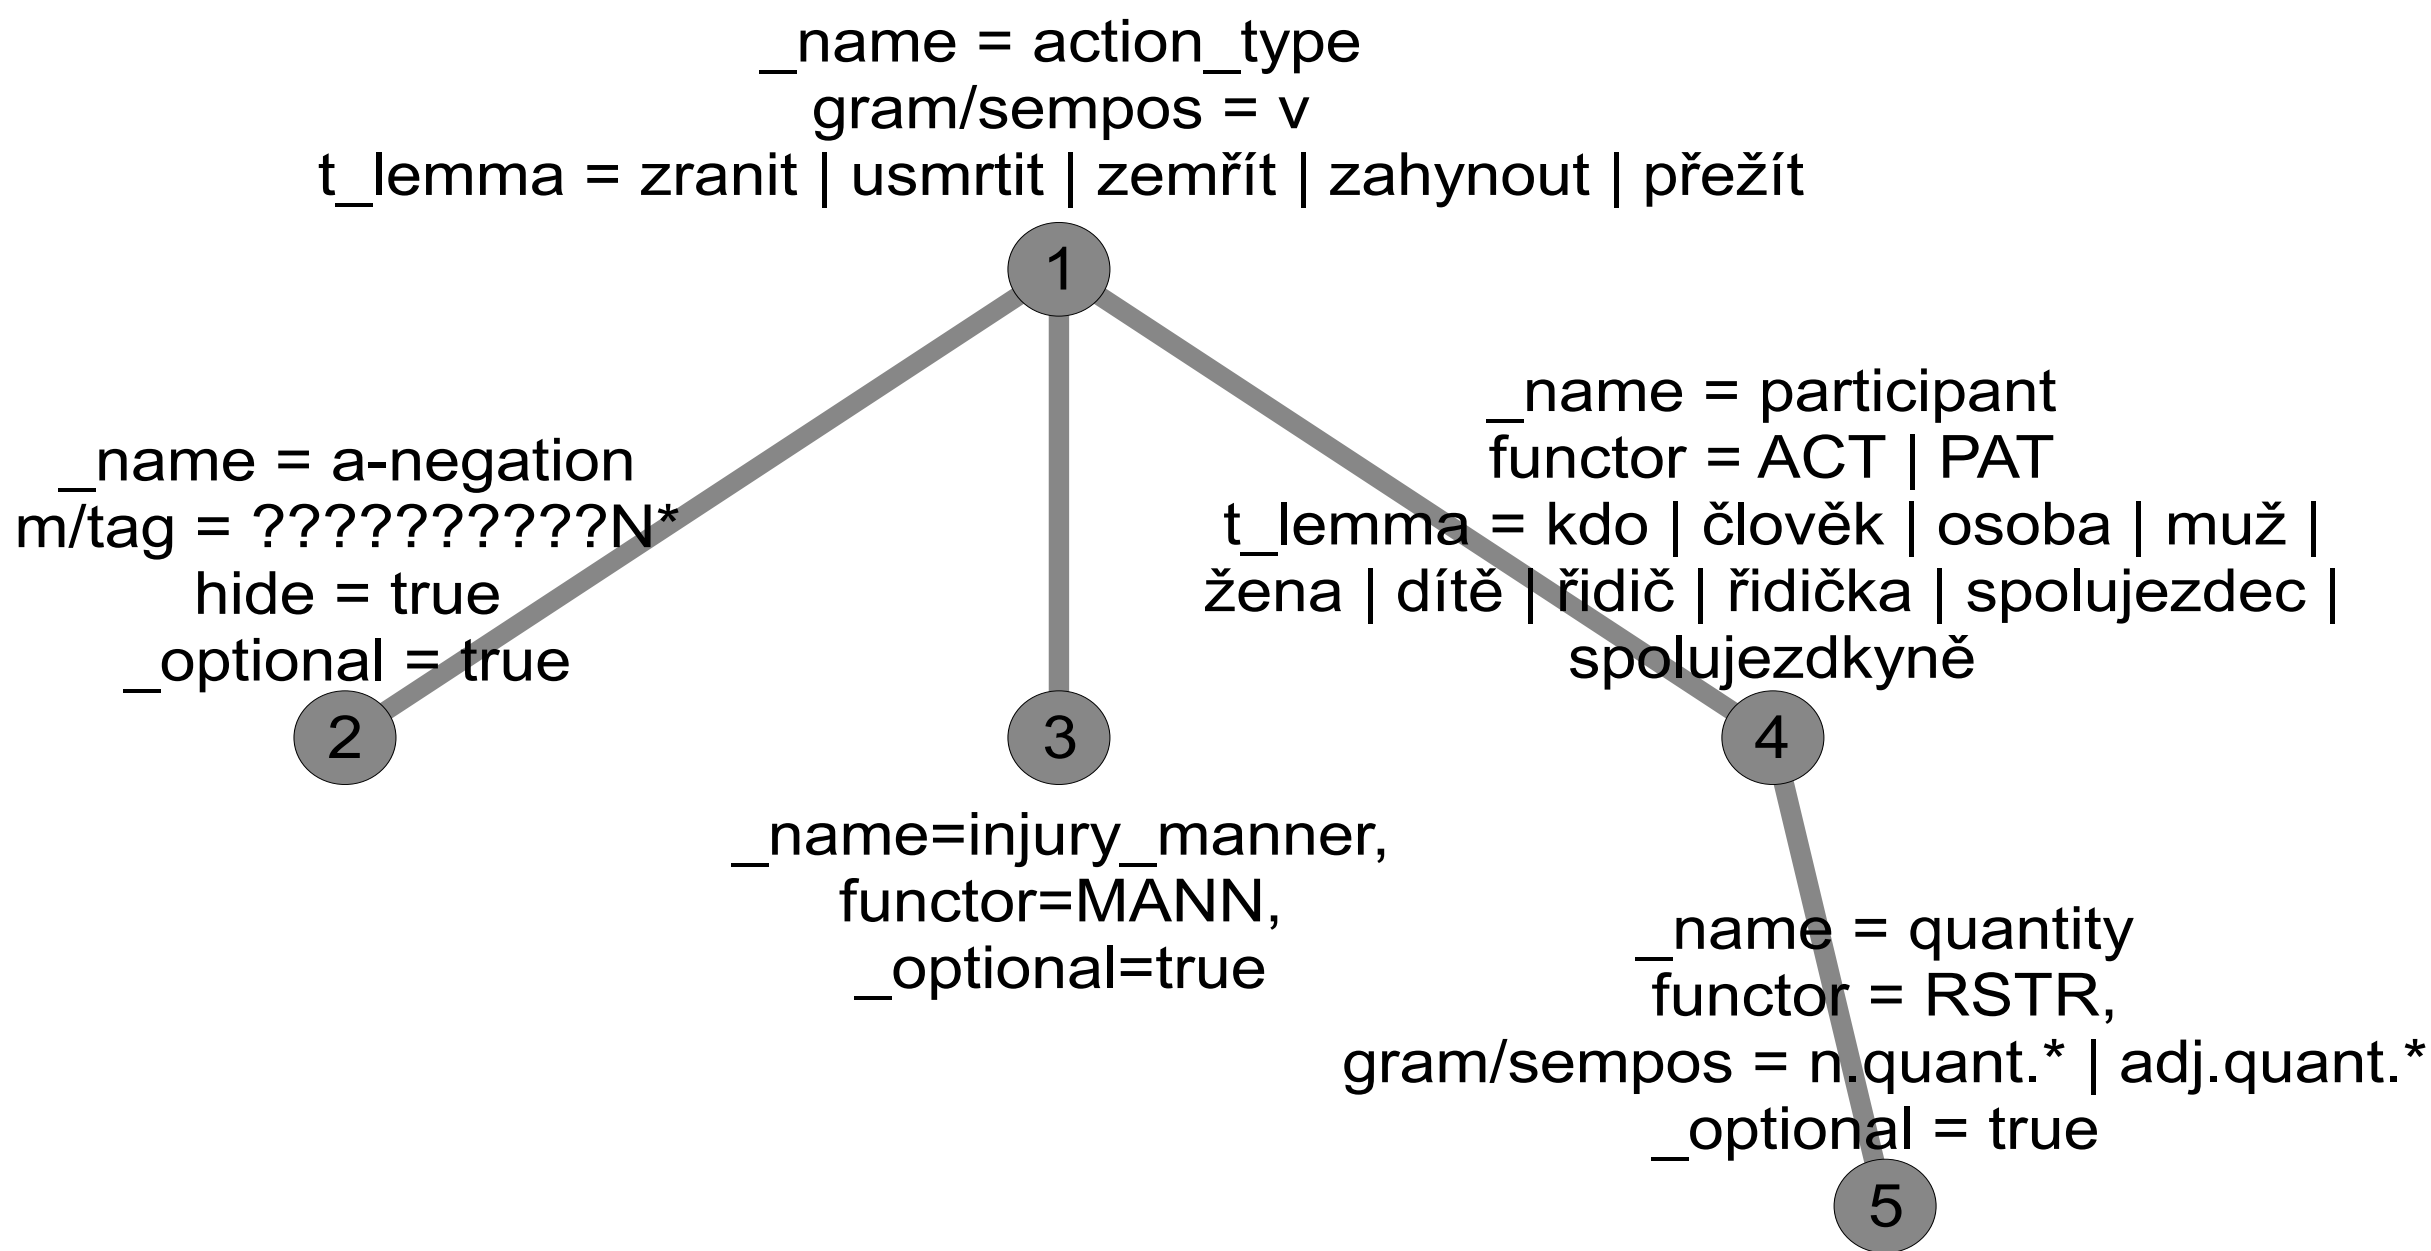 _name = action_type
gram/sempos = v
t_lemma = zranit | usmrtit | zemřít | zahynout | přežít
1
_name = a-negation
m/tag = ??????????N*
hide = true
_optional = true
2
3
_name=injury_manner,
functor=MANN,
_optional=true
_name = participant
functor = ACT | PAT
t_lemma = kdo | člověk | osoba | muž |
žena | dítě | řidič | řidička | spolujezdec |
spolujezdkyně
4
_name = quantity
functor = RSTR,
gram/sempos = n.quant.* | adj.quant.*
_optional = true
5